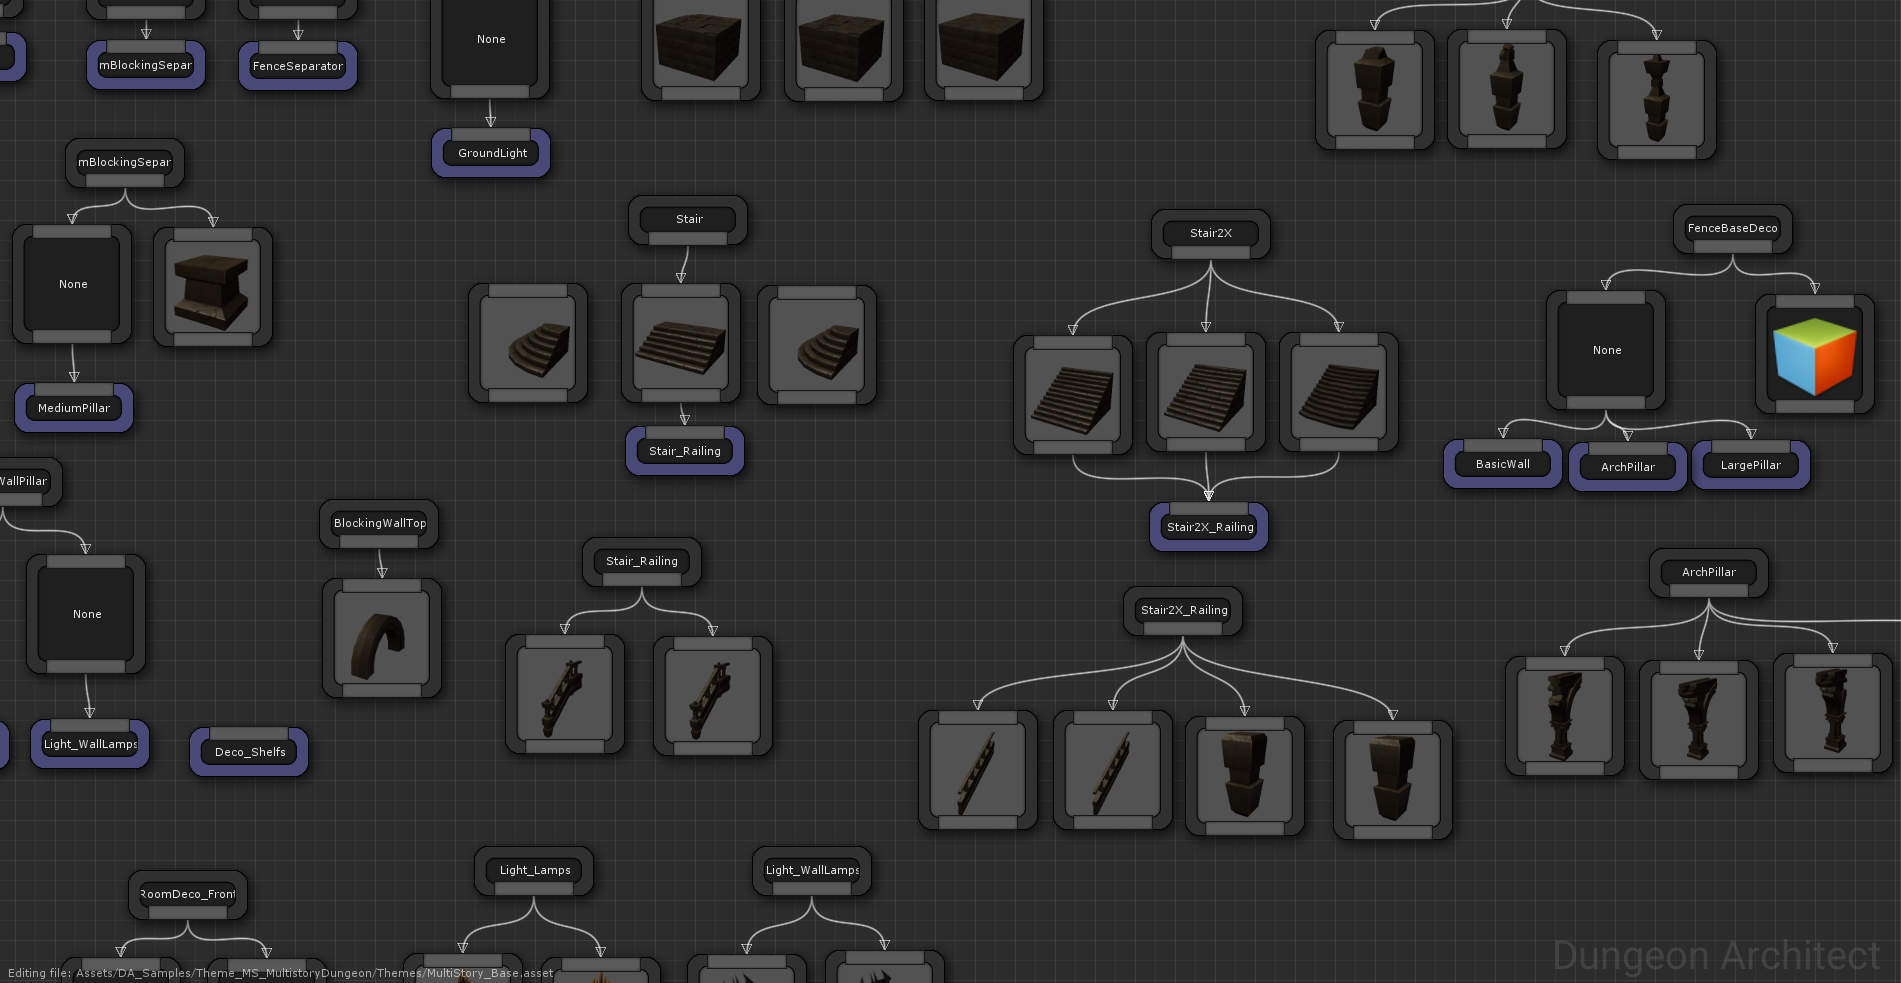 None
mBlockingSepar
FenceSeparator
GroundLight
mBlockingSepar
Stair
Stair2X
FenceBaseDeco
None
None
MediumPillar
Stair_Railing
BasicWall
ArchPillar
LargePillar
WallPillar
BlockingWallTop
Stair2X_Railing
Stair_Railing
ArchPillar
None
Stair2X_Railing
Light_WallLamps
Deco_Shelfs
Light_Lamps
Light_WallLamps
RoomDeco_Front
Dungeon Architect
Editing file: Assets/DA_Samples/Theme_MS_MultistoryDungeon/Themes/MultiStory_Base.asset